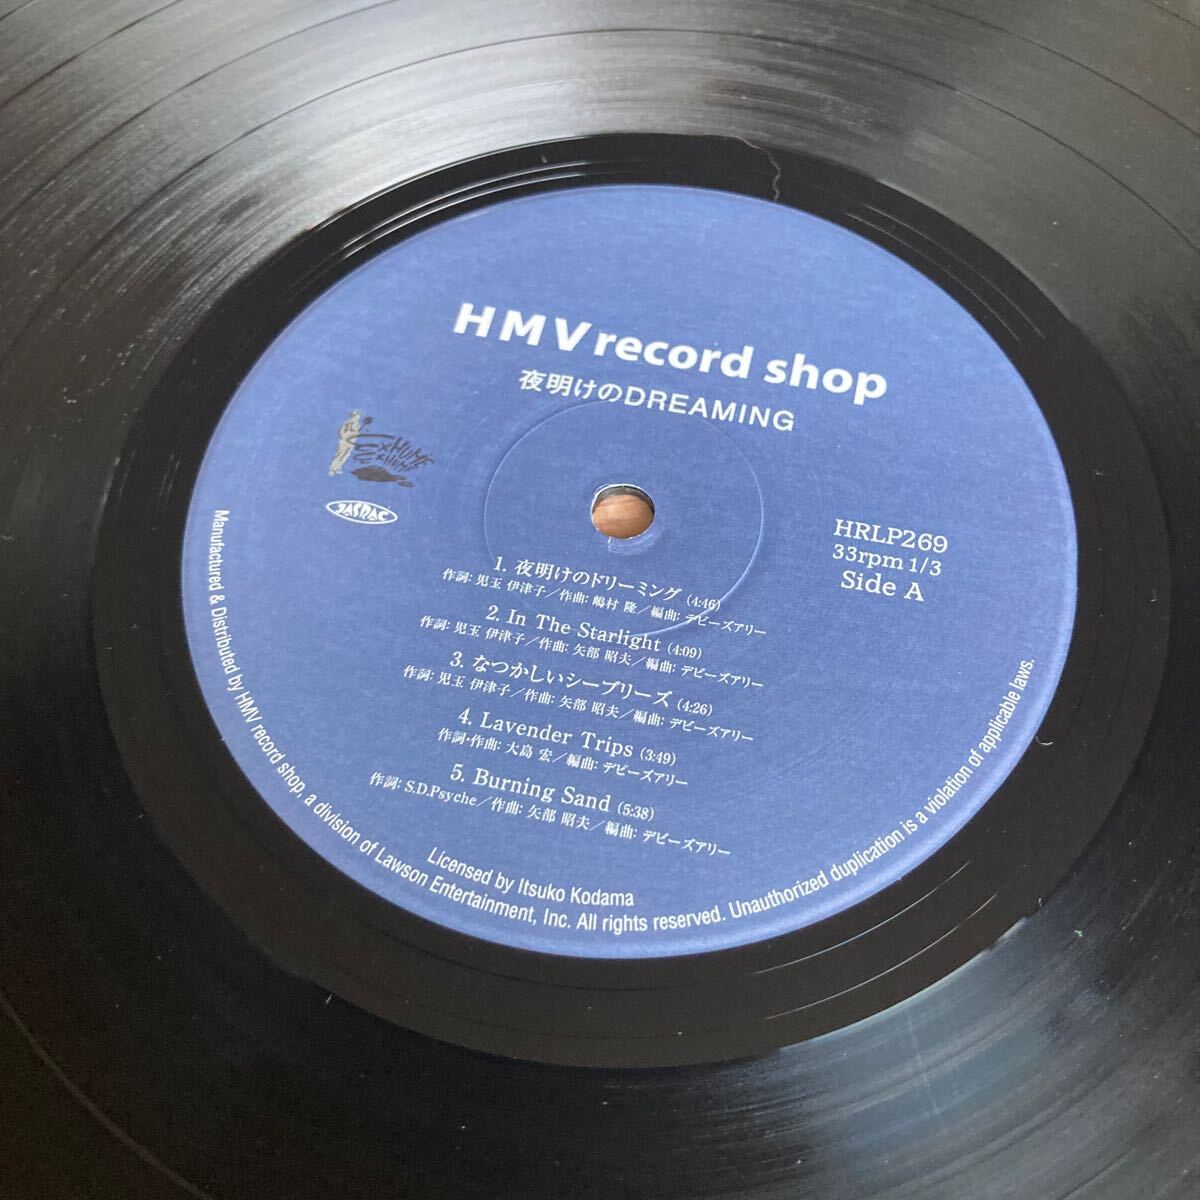 HMV record shop
夜明けのDREAMING
EXHUME
EXHUME
JASRAC
HRLP269
33rpm 1/3
Side A
1. 夜明けのドリーミング (4:46)
作詞: 児玉 伊津子／作曲: 嶋村 隆／編曲: デビーズアリー
2. In The Starlight (4:09)
作詞: 児玉 伊津子／作曲: 矢部 昭夫／編曲: デビーズアリー
3. なつかしいシーブリーズ (4:26)
作詞: 児玉 伊津子／作曲: 矢部 昭夫／編曲: デビーズアリー
4. Lavender Trips (3:49)
作詞・作曲: 大島 宏／編曲: デビーズアリー
5. Burning Sand (5:38)
作詞: S.D.Psyche／作曲: 矢部 昭夫／編曲: デビーズアリー
Licensed by Itsuko Kodama
Manufactured & Distributed by HMV record shop, a division of Lawson Entertainment, Inc. All rights reserved. Unauthorized duplication is a violation of applicable laws.